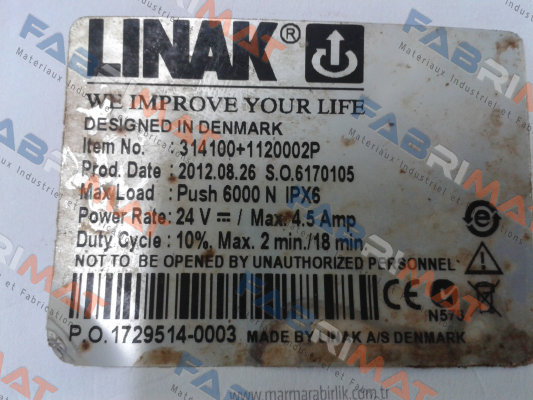 LINAK®
WE IMPROVE YOUR LIFE
DESIGNED IN DENMARK
Item No. : 314100+1120002P
Prod. Date : 2012.08.26 S.O.6170105
Max Load : Push 6000 N IPX6
Power Rate: 24 V ⎓ / Max. 4.5 Amp
Duty Cycle : 10%, Max. 2 min./18 min
NOT TO BE OPENED BY UNAUTHORIZED PERSONNEL
CE
P.O.1729514-0003 MADE BY LINAK A/S DENMARK
www.marmarabirlik.com
FABRIMAT
Materiaux Industriel et Fabrication